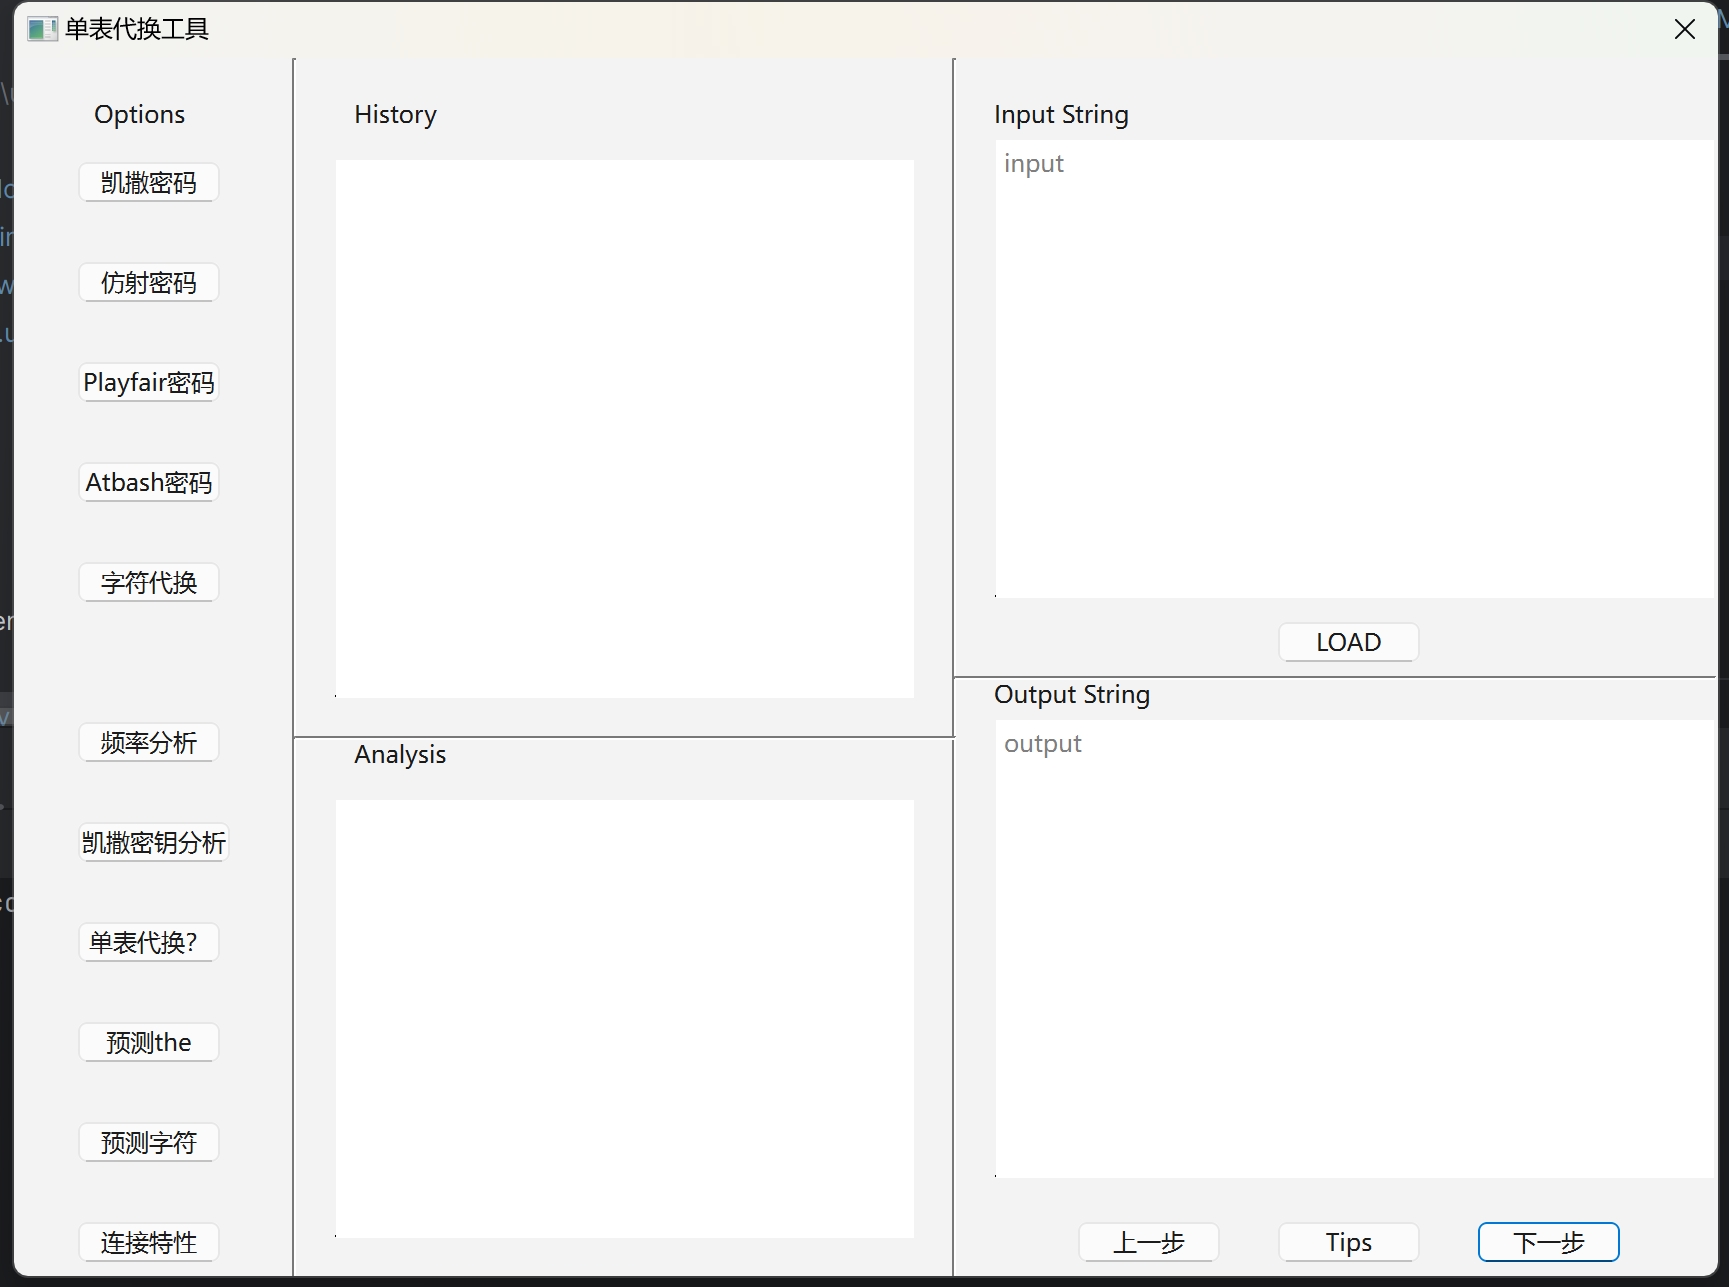 单表代换工具
Options
凯撒密码
仿射密码
Playfair密码
Atbash密码
字符代换
频率分析
凯撒密钥分析
单表代换?
预测the
预测字符
连接特性
History
Analysis
Input String
input
LOAD
Output String
output
上一步
Tips
下一步